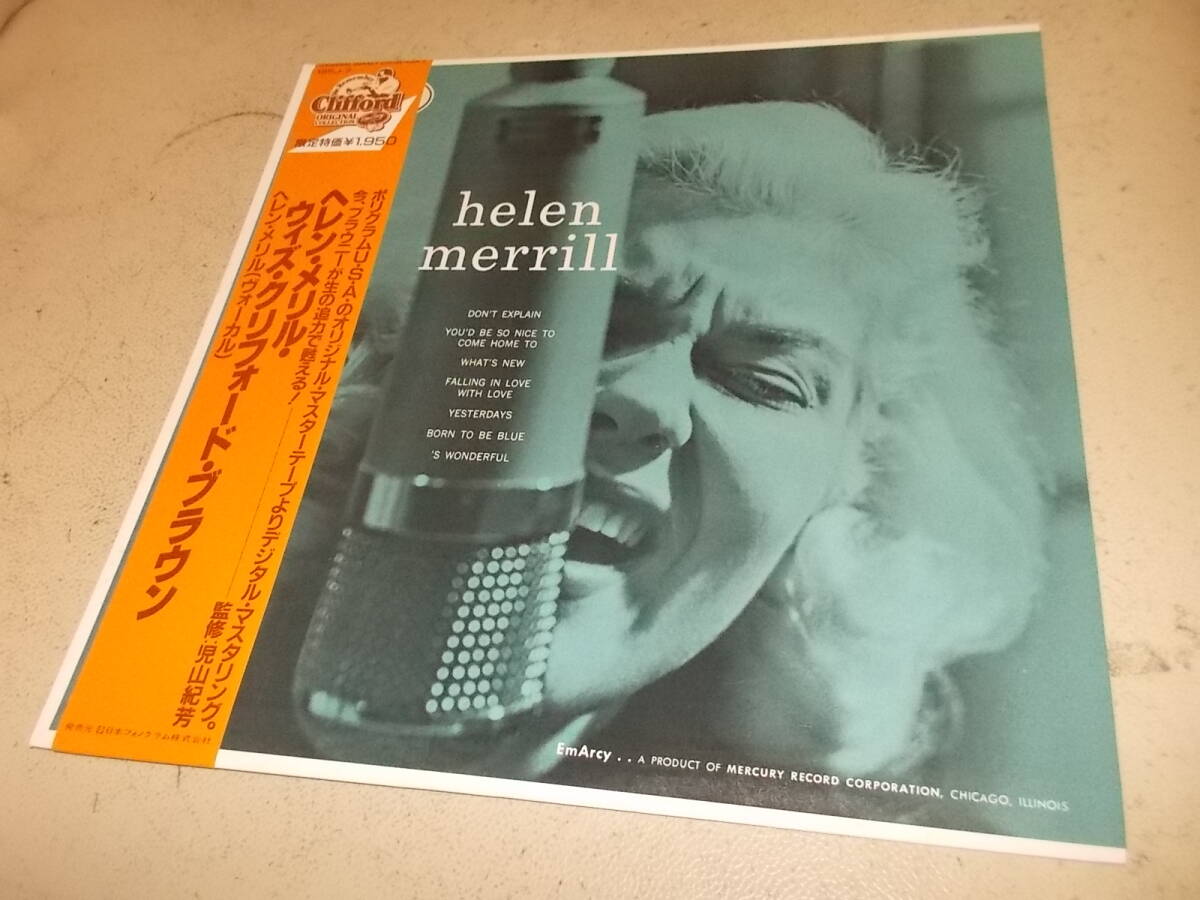 Remember
Clifford
ORIGINAL
COLLECTION
限定特価¥1,950
ポリグラムU・S・A・のオリジナル・マスターテープよりデジタル・マスタリング。
今、ブラウニーが生の迫力で甦える!
監修:児山紀芳
ヘレン・メリル・
ウィズ・クリフォード・ブラウン
ヘレン・メリル(ヴォーカル)
発売元 日本フォノグラム株式会社
helen
merrill
DON'T EXPLAIN
YOU'D BE SO NICE TO
COME HOME TO
WHAT'S NEW
FALLING IN LOVE
WITH LOVE
YESTERDAYS
BORN TO BE BLUE
'S WONDERFUL
EmArcy . . A PRODUCT OF MERCURY RECORD CORPORATION, CHICAGO, ILLINOIS